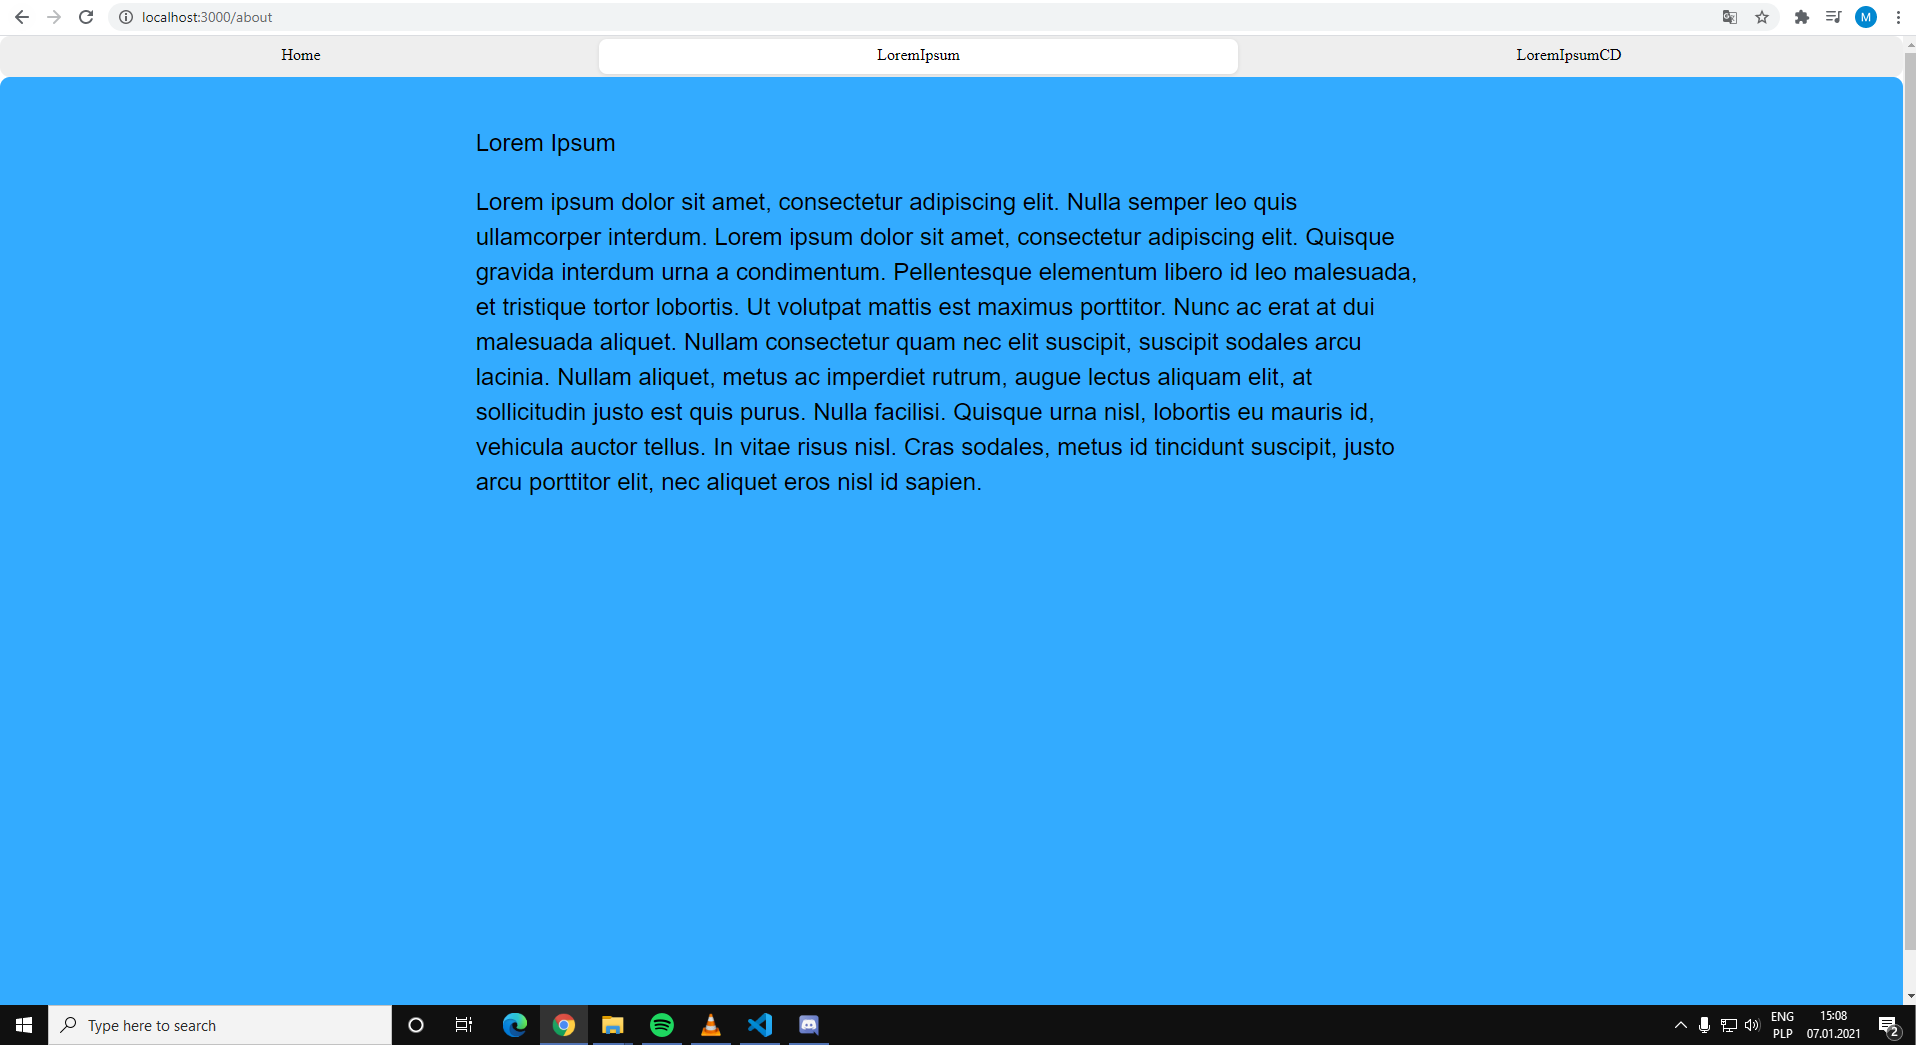 localhost:3000/about
M
Home LoremIpsum LoremIpsumCD
Lorem Ipsum
Lorem ipsum dolor sit amet, consectetur adipiscing elit. Nulla semper leo quis
ullamcorper interdum. Lorem ipsum dolor sit amet, consectetur adipiscing elit. Quisque
gravida interdum urna a condimentum. Pellentesque elementum libero id leo malesuada,
et tristique tortor lobortis. Ut volutpat mattis est maximus porttitor. Nunc ac erat at dui
malesuada aliquet. Nullam consectetur quam nec elit suscipit, suscipit sodales arcu
lacinia. Nullam aliquet, metus ac imperdiet rutrum, augue lectus aliquam elit, at
sollicitudin justo est quis purus. Nulla facilisi. Quisque urna nisl, lobortis eu mauris id,
vehicula auctor tellus. In vitae risus nisl. Cras sodales, metus id tincidunt suscipit, justo
arcu porttitor elit, nec aliquet eros nisl id sapien.
Type here to search
ENG 15:08
PLP 07.01.2021
2